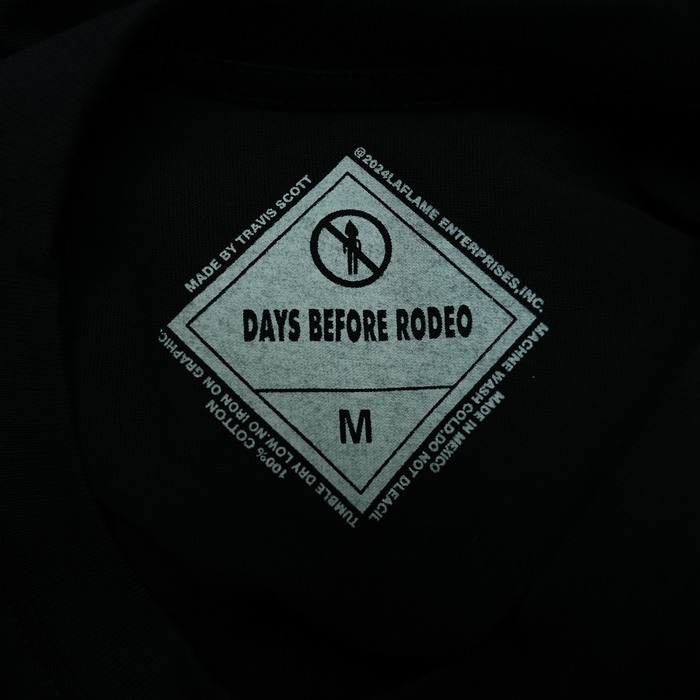 @2024LAFLAME ENTERPRISES,INC.
MADE BY TRAVIS SCOTT
DAYS BEFORE RODEO
M
MADE IN MEXICO
MACHINE WASH COLD.DO NOT DLEACIL
100% COTTON
TUMBLE DRY LOW.NO IRON ON GRAPHIC.